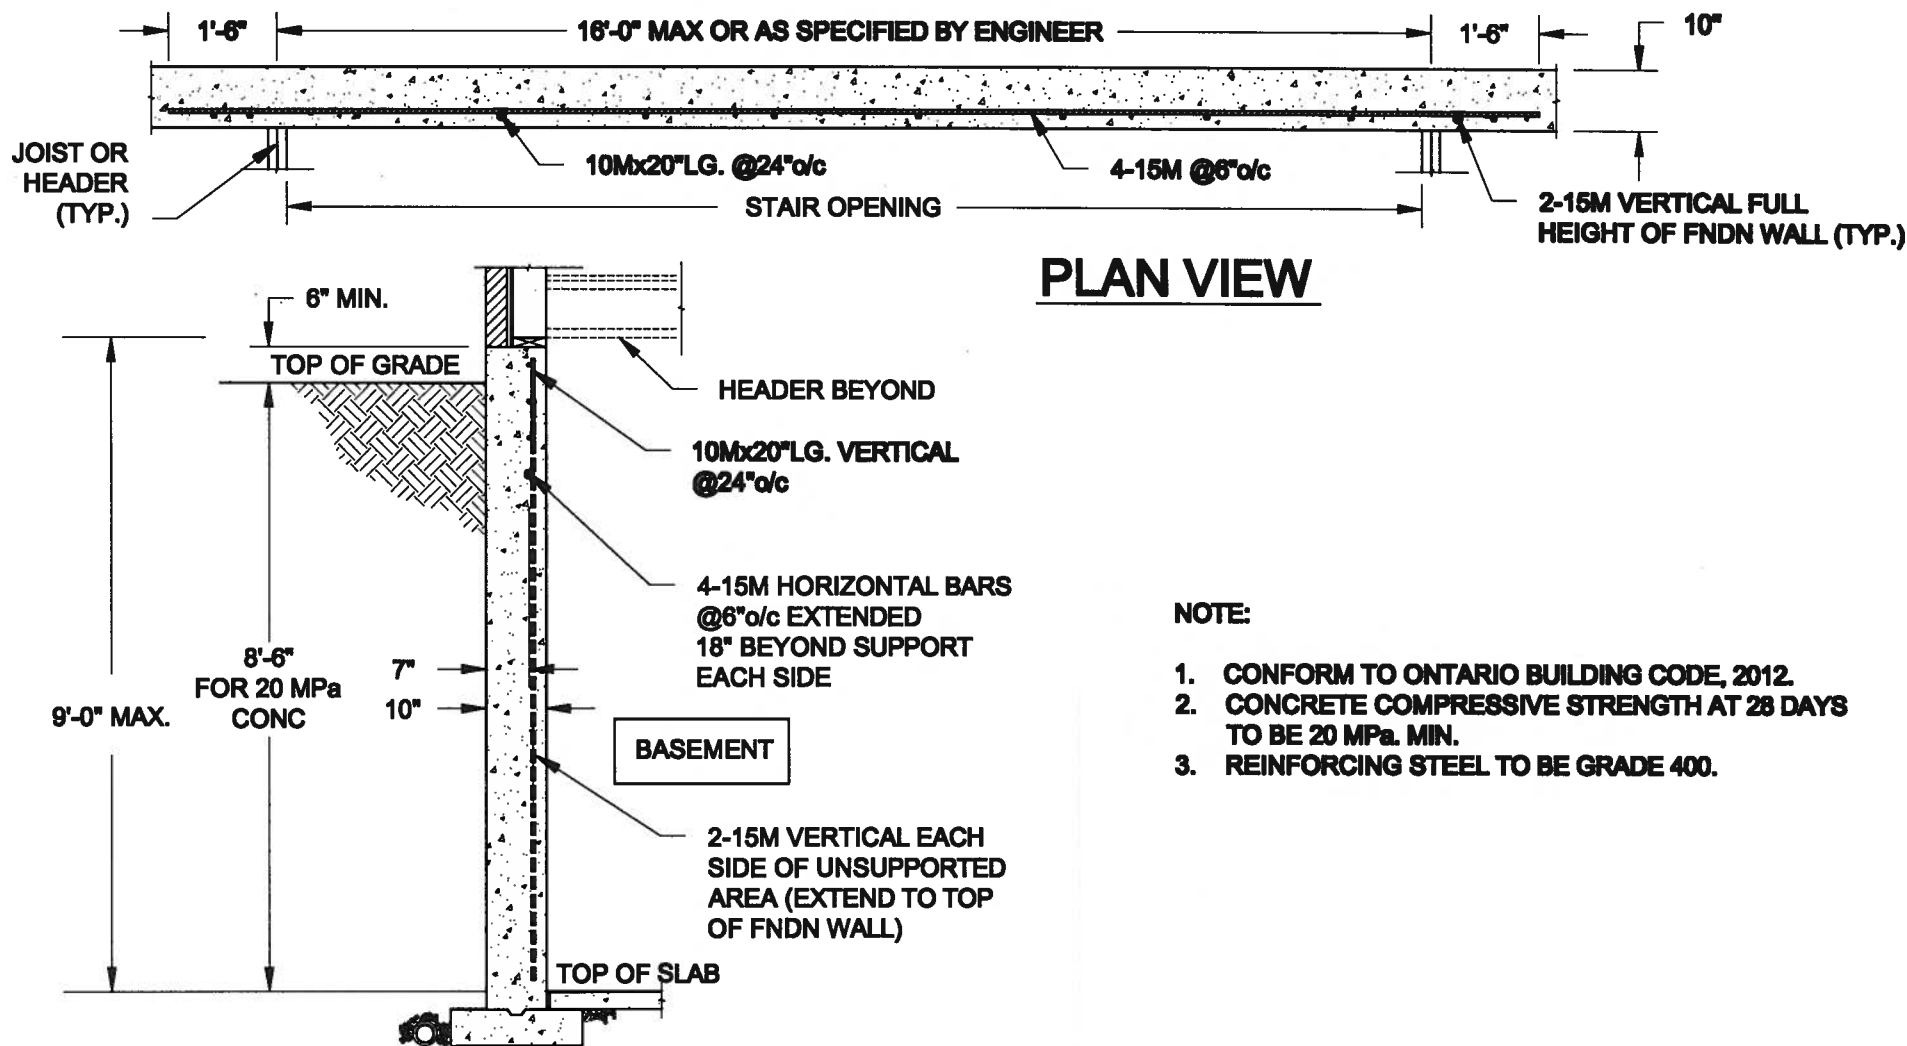 1'-6"
16'-0" MAX OR AS SPECIFIED BY ENGINEER
1'-6"
10"
JOIST OR
HEADER
(TYP.)
10Mx20"LG. @24"o/c
4-15M @6"o/c
STAIR OPENING
2-15M VERTICAL FULL
HEIGHT OF FNDN WALL (TYP.)
PLAN VIEW
6" MIN.
TOP OF GRADE
HEADER BEYOND
10Mx20"LG. VERTICAL
@24"o/c
4-15M HORIZONTAL BARS
@6"o/c EXTENDED
18" BEYOND SUPPORT
EACH SIDE
8'-6"
FOR 20 MPa
CONC
9'-0" MAX.
7"
10"
BASEMENT
2-15M VERTICAL EACH
SIDE OF UNSUPPORTED
AREA (EXTEND TO TOP
OF FNDN WALL)
TOP OF SLAB
NOTE:
1. CONFORM TO ONTARIO BUILDING CODE, 2012.
2. CONCRETE COMPRESSIVE STRENGTH AT 28 DAYS
TO BE 20 MPa. MIN.
3. REINFORCING STEEL TO BE GRADE 400.